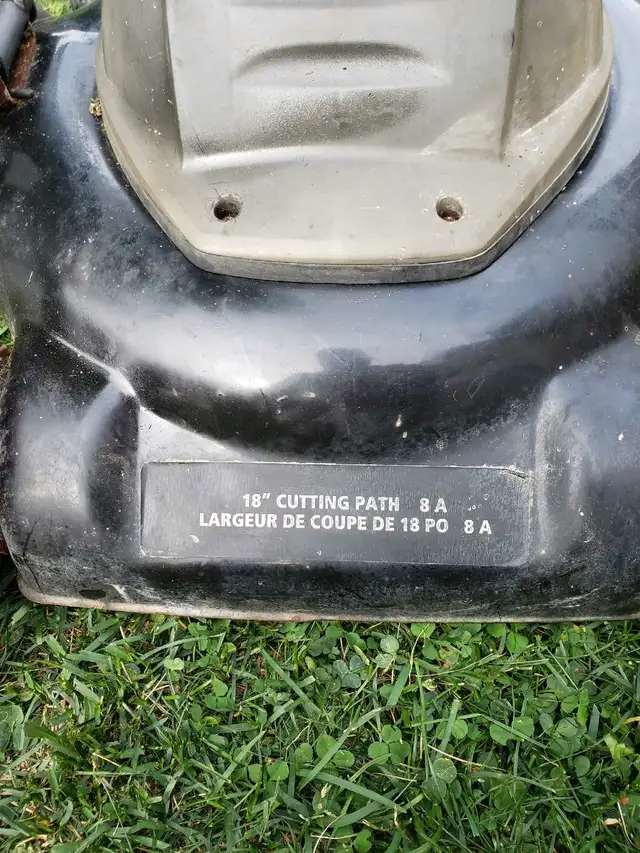 18" CUTTING PATH 8 A
LARGEUR DE COUPE DE 18 PO 8 A